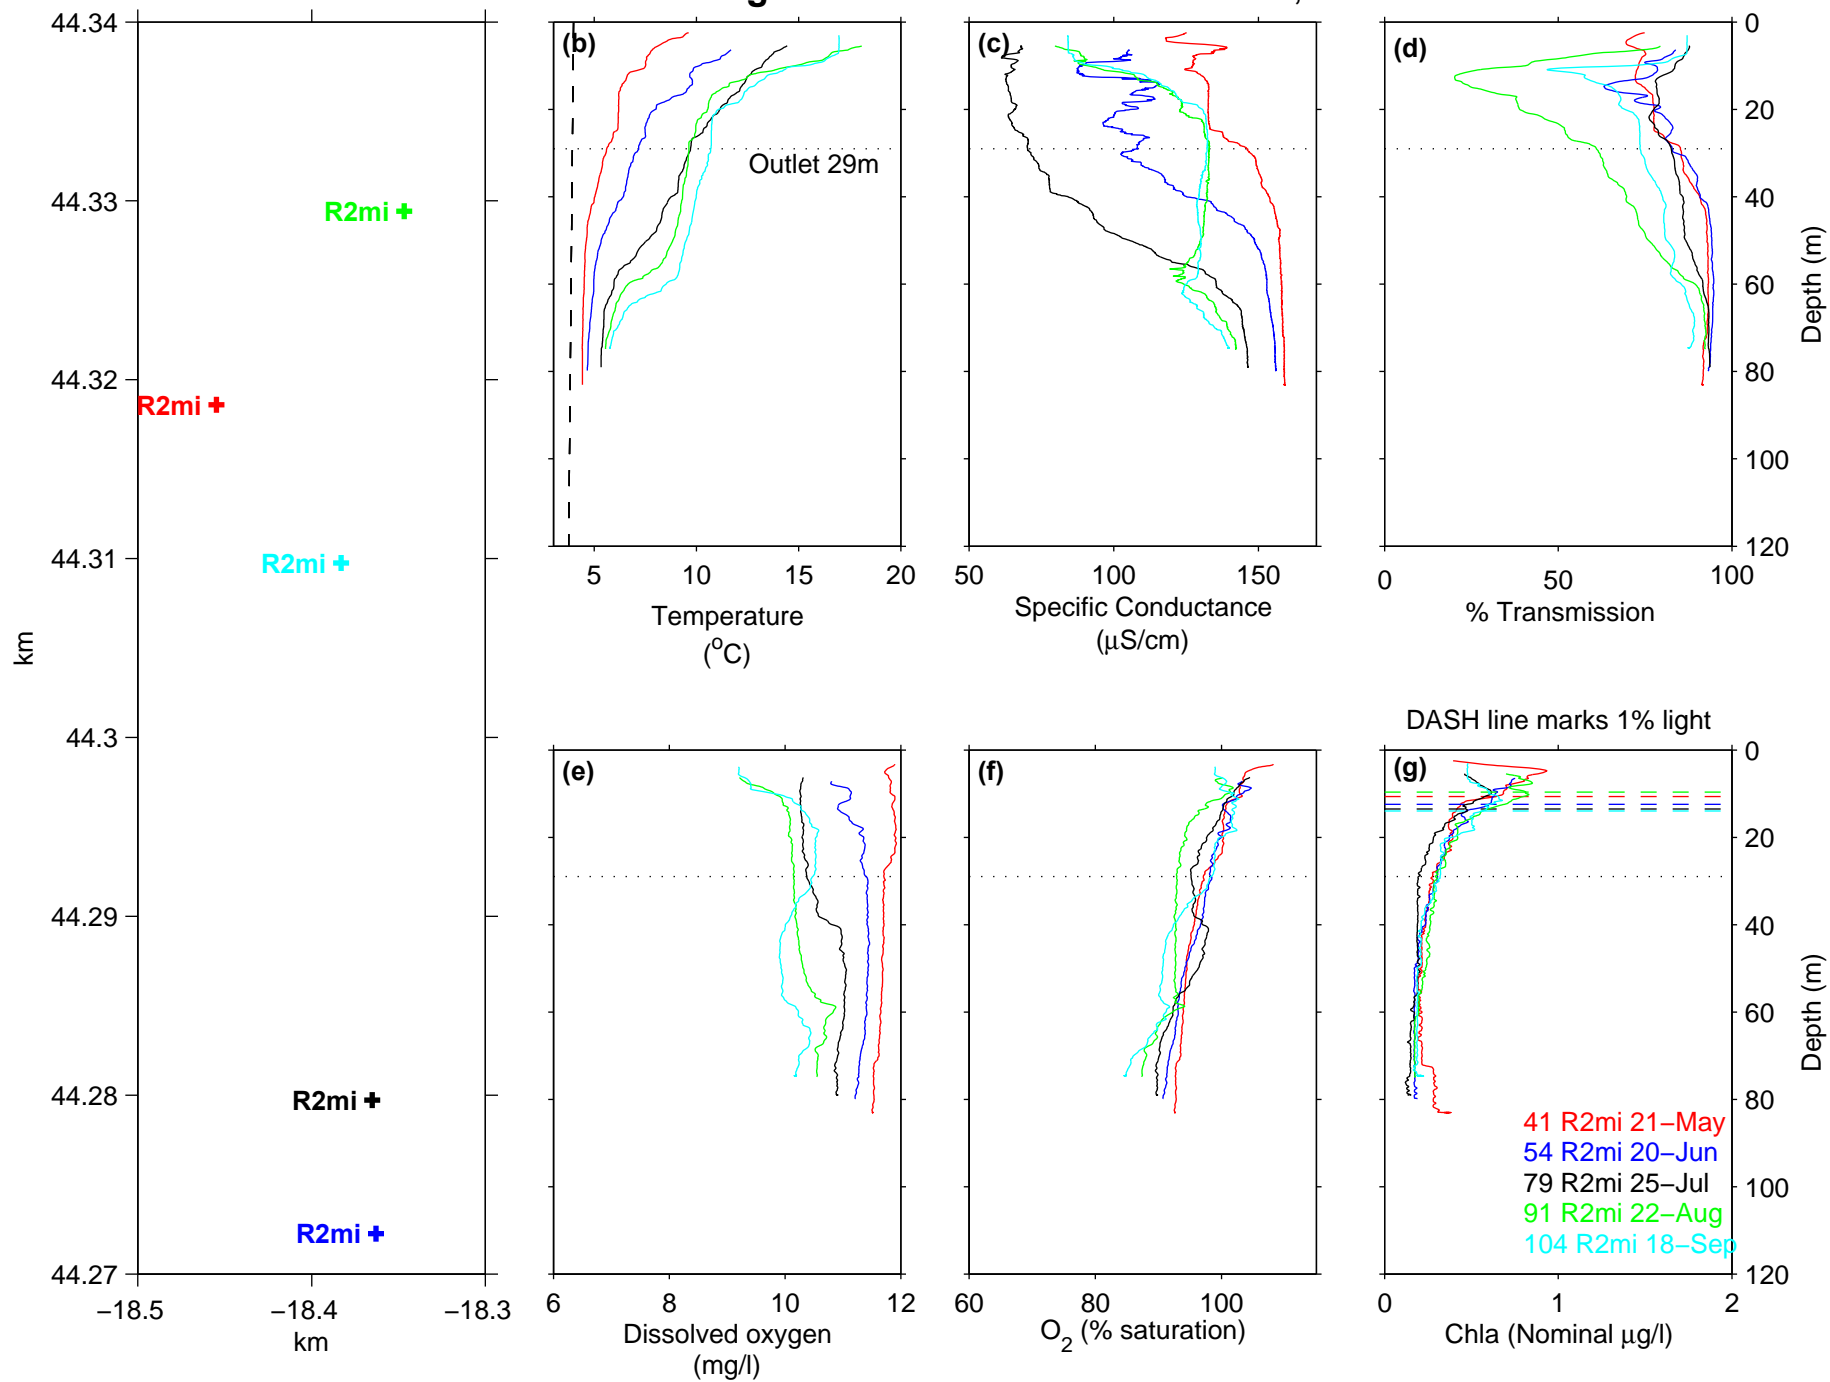 44.34
44.33
44.32
44.31
44.3
44.29
44.28
44.27
−18.5
−18.4
−18.3
km
km
R2mi
R2mi
R2mi
R2mi
R2mi
(b)
Outlet 29m
5
10
15
20
Temperature
(°C)
(c)
50
100
150
Specific Conductance
(μS/cm)
(d)
0
20
40
60
80
100
120
Depth (m)
0
50
100
% Transmission
(e)
6
8
10
12
Dissolved oxygen
(mg/l)
(f)
60
80
100
O2 (% saturation)
DASH line marks 1% light
(g)
0
20
40
60
80
100
120
Depth (m)
41 R2mi 21−May
54 R2mi 20−Jun
79 R2mi 25−Jul
91 R2mi 22−Aug
104 R2mi 18−Sep
0
1
2
Chla (Nominal μg/l)